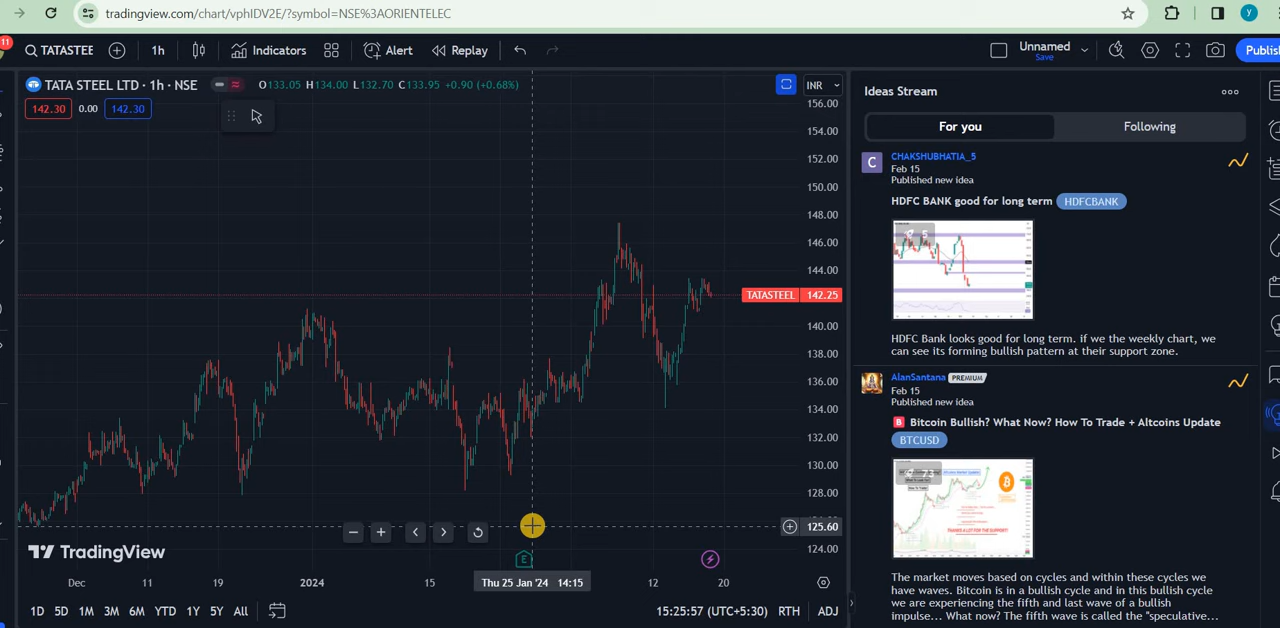 tradingview.com/chart/vphIDV2E/?symbol=NSE%3AORIENTELEC
y
11
TATASTEE 1h Indicators Alert Replay Unnamed Save Publish
TATA STEEL LTD · 1h · NSE O133.05 H134.00 L132.70 C133.95 +0.90 (+0.68%) INR
142.30 0.00 142.30
156.00
154.00
152.00
150.00
148.00
146.00
144.00
TATASTEEL 142.25
140.00
138.00
136.00
134.00
132.00
130.00
128.00
125.60
124.00
TradingView
E
Dec 11 19 2024 15 Thu 25 Jan '24 14:15 12 20
1D 5D 1M 3M 6M YTD 1Y 5Y All 15:25:57 (UTC+5:30) RTH ADJ
Ideas Stream
For you Following
C CHAKSHUBHATIA_5
Feb 15
Published new idea
HDFC BANK good for long term HDFCBANK
5
HDFC Bank looks good for long term. if we the weekly chart, we
can see its forming bullish pattern at their support zone.
AlanSantana PREMIUM
Feb 15
Published new idea
B Bitcoin Bullish? What Now? How To Trade + Altcoins Update
BTCUSD
The market moves based on cycles and within these cycles we
have waves. Bitcoin is in a bullish cycle and in this bullish cycle
we are experiencing the fifth and last wave of a bullish
impulse... What now? The fifth wave is called the "speculative...